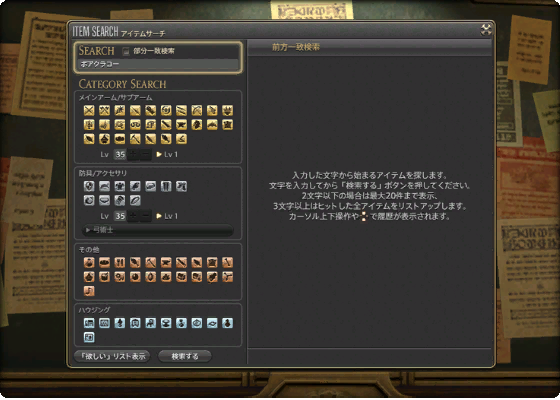 ITEM SEARCH アイテムサーチ
SEARCH 部分一致検索
ボアクラコー
CATEGORY SEARCH
メインアーム/サブアーム
Lv 35 Lv 1
防具/アクセサリ
Lv 35 Lv 1
弓術士
その他
ハウジング
「欲しい」リスト表示 検索する
前方一致検索
入力した文字から始まるアイテムを探します。
文字を入力してから「検索する」ボタンを押してください。
2文字以下の場合は最大20件まで表示、
3文字以上はヒットした全アイテムをリストアップします。
カーソル上下操作や で履歴が表示されます。